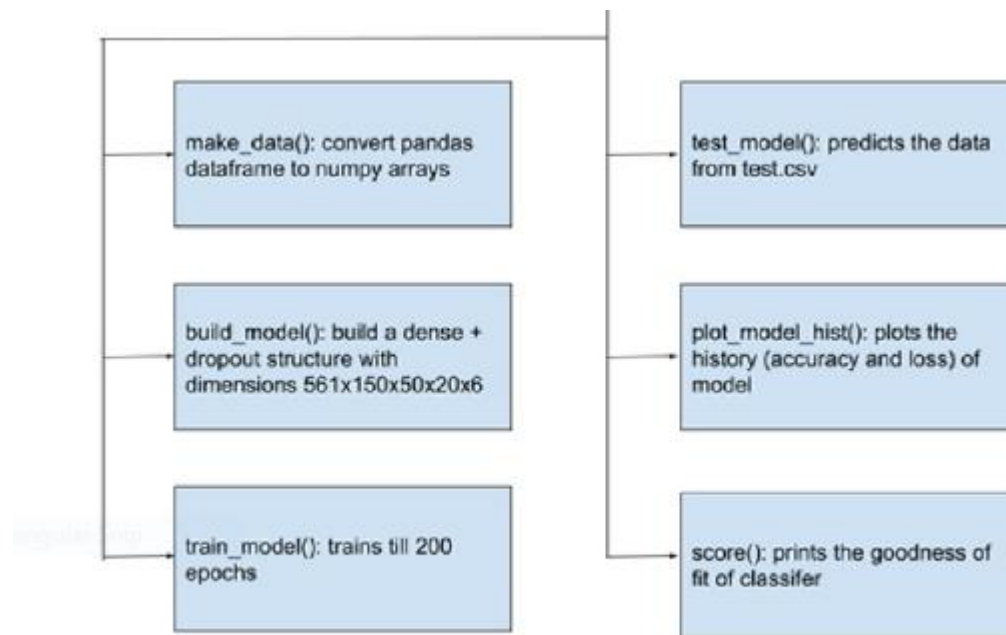 make_data(): convert pandas
dataframe to numpy arrays
build_model(): build a dense +
dropout structure with
dimensions 561x150x50x20x6
train_model(): trains till 200
epochs
test_model(): predicts the data
from test.csv
plot_model_hist(): plots the
history (accuracy and loss) of
model
score(): prints the goodness of
fit of classifer